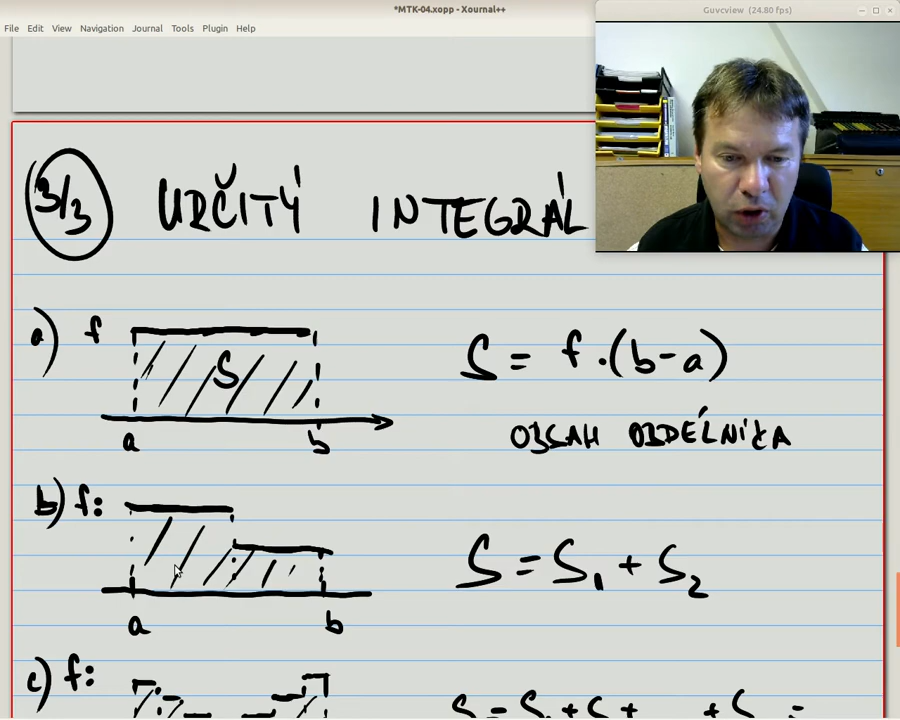 *MTK-04.xopp - Xournal++
Guvcview (24.80 fps)
File Edit View Navigation Journal Tools Plugin Help
3/3 URČITÝ INTEGRÁL
a) f
S
S = f·(b-a)
a b
OBSAH OBDÉLNÍKA
b) f:
S = S₁ + S₂
a b
c) f: